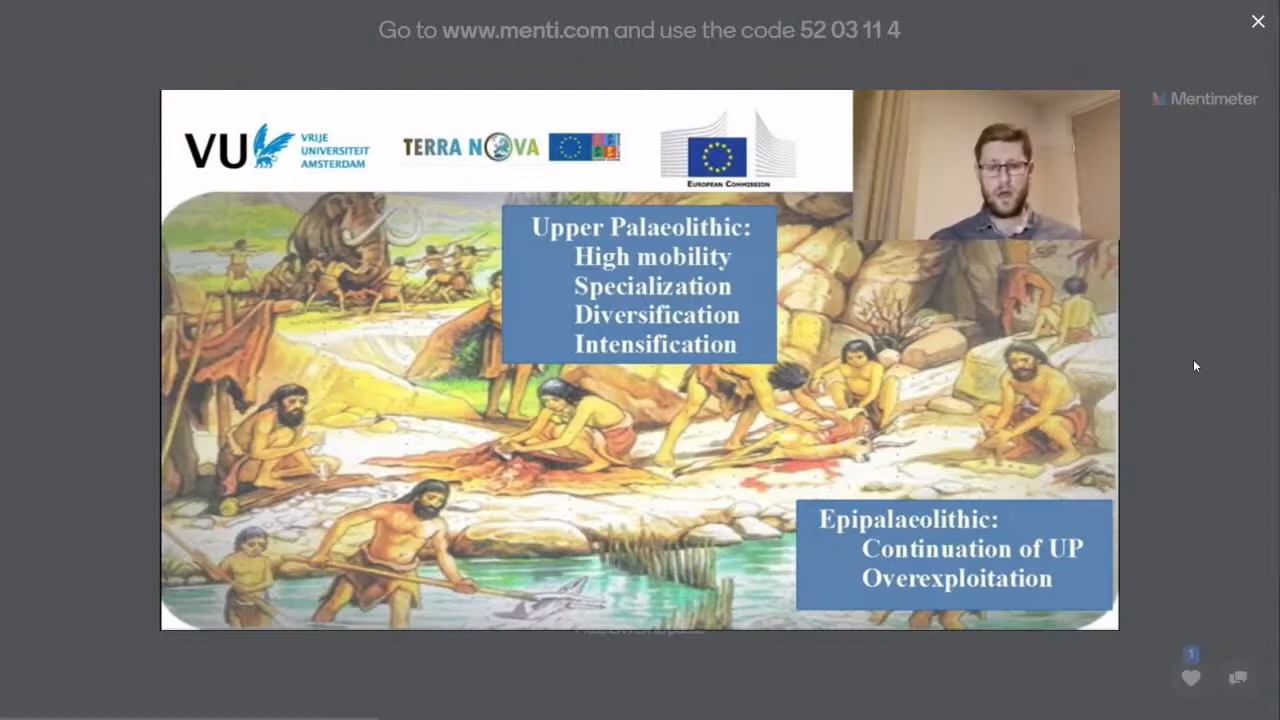 Go to www.menti.com and use the code 52 03 11 4
Mentimeter
VU VRIJE
UNIVERSITEIT
AMSTERDAM
TERRA NOVA
EUROPEAN COMMISSION
Upper Palaeolithic:
High mobility
Specialization
Diversification
Intensification
Epipalaeolithic:
Continuation of UP
Overexploitation
1